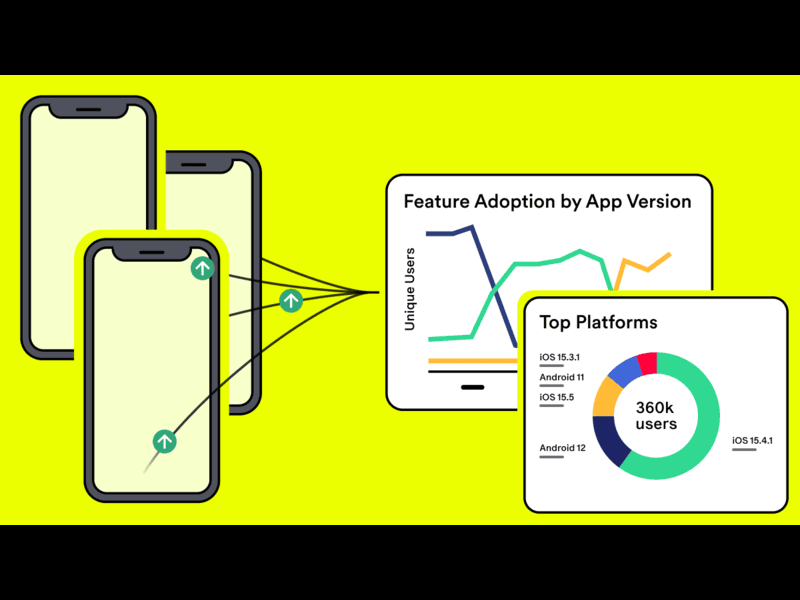 Feature Adoption by App Version
Unique Users
Top Platforms
iOS 15.3.1
Android 11
iOS 15.5
Android 12
360k
users
iOS 15.4.1